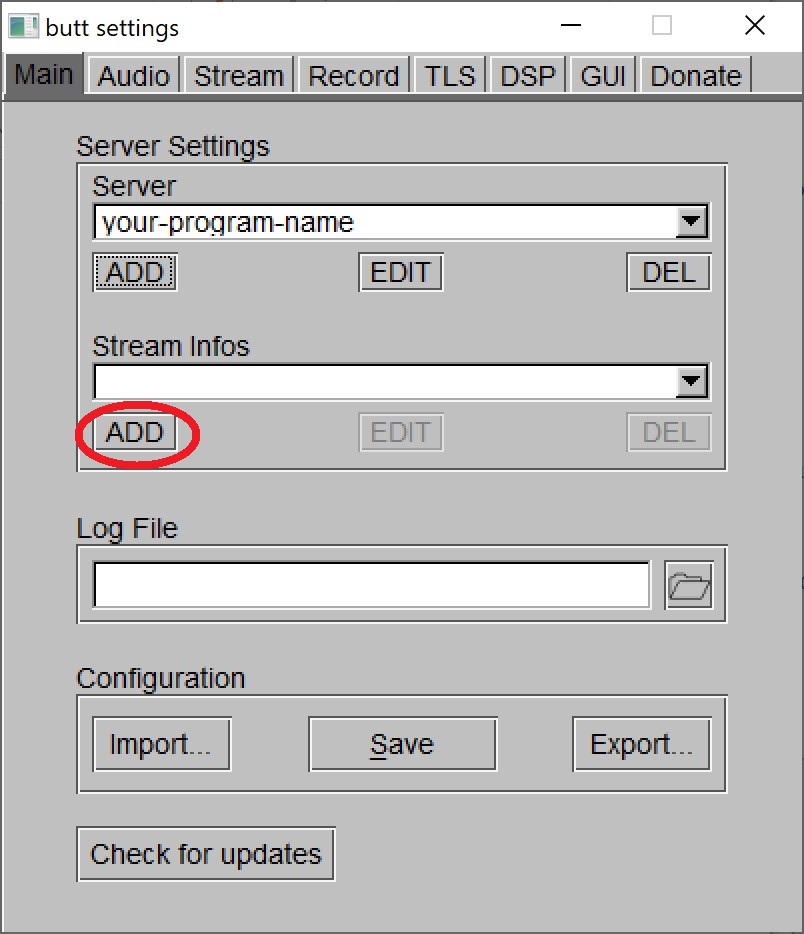 butt settings
Main Audio Stream Record TLS DSP GUI Donate
Server Settings
Server
your-program-name
ADD EDIT DEL
Stream Infos
ADD EDIT DEL
Log File
Configuration
Import... Save Export...
Check for updates